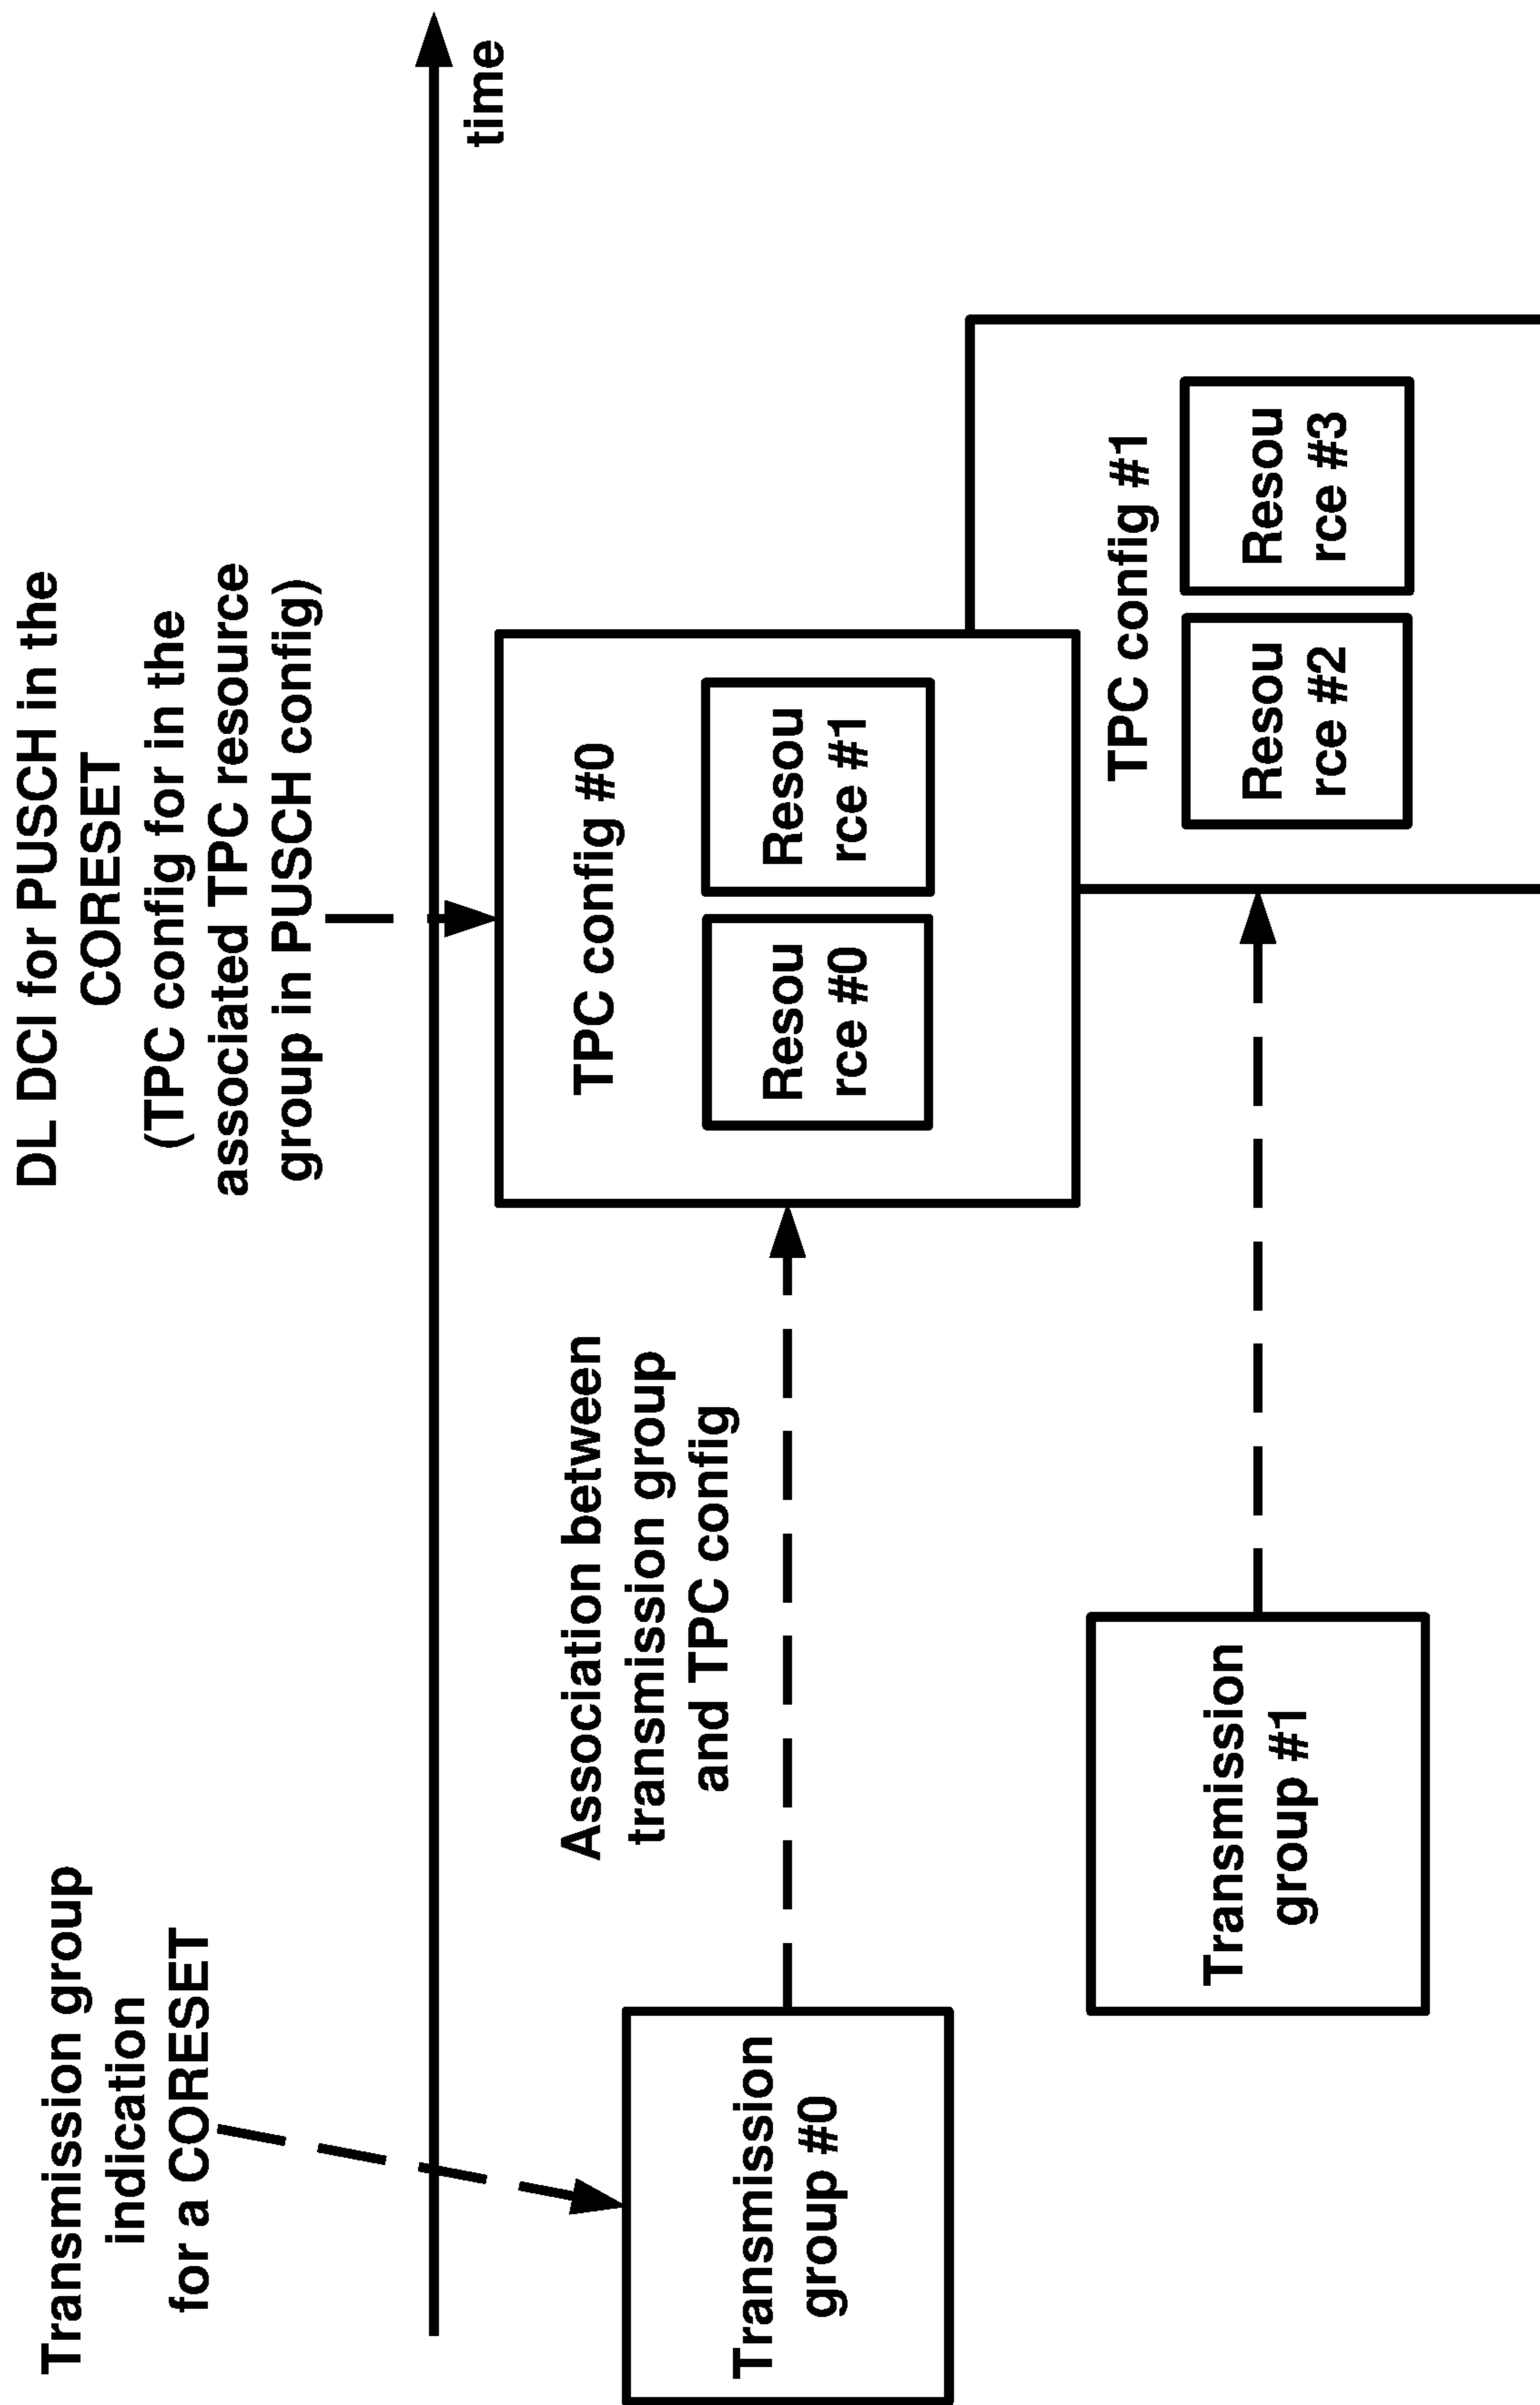 Transmission group
indication
for a CORESET
DL DCI for PUSCH in the
CORESET
(TPC config for in the
associated TPC resource
group in PUSCH config)
time
Transmission
group #0
Association between
transmission group
and TPC config
TPC config #0
Resou
rce #0
Resou
rce #1
Transmission
group #1
TPC config #1
Resou
rce #2
Resou
rce #3